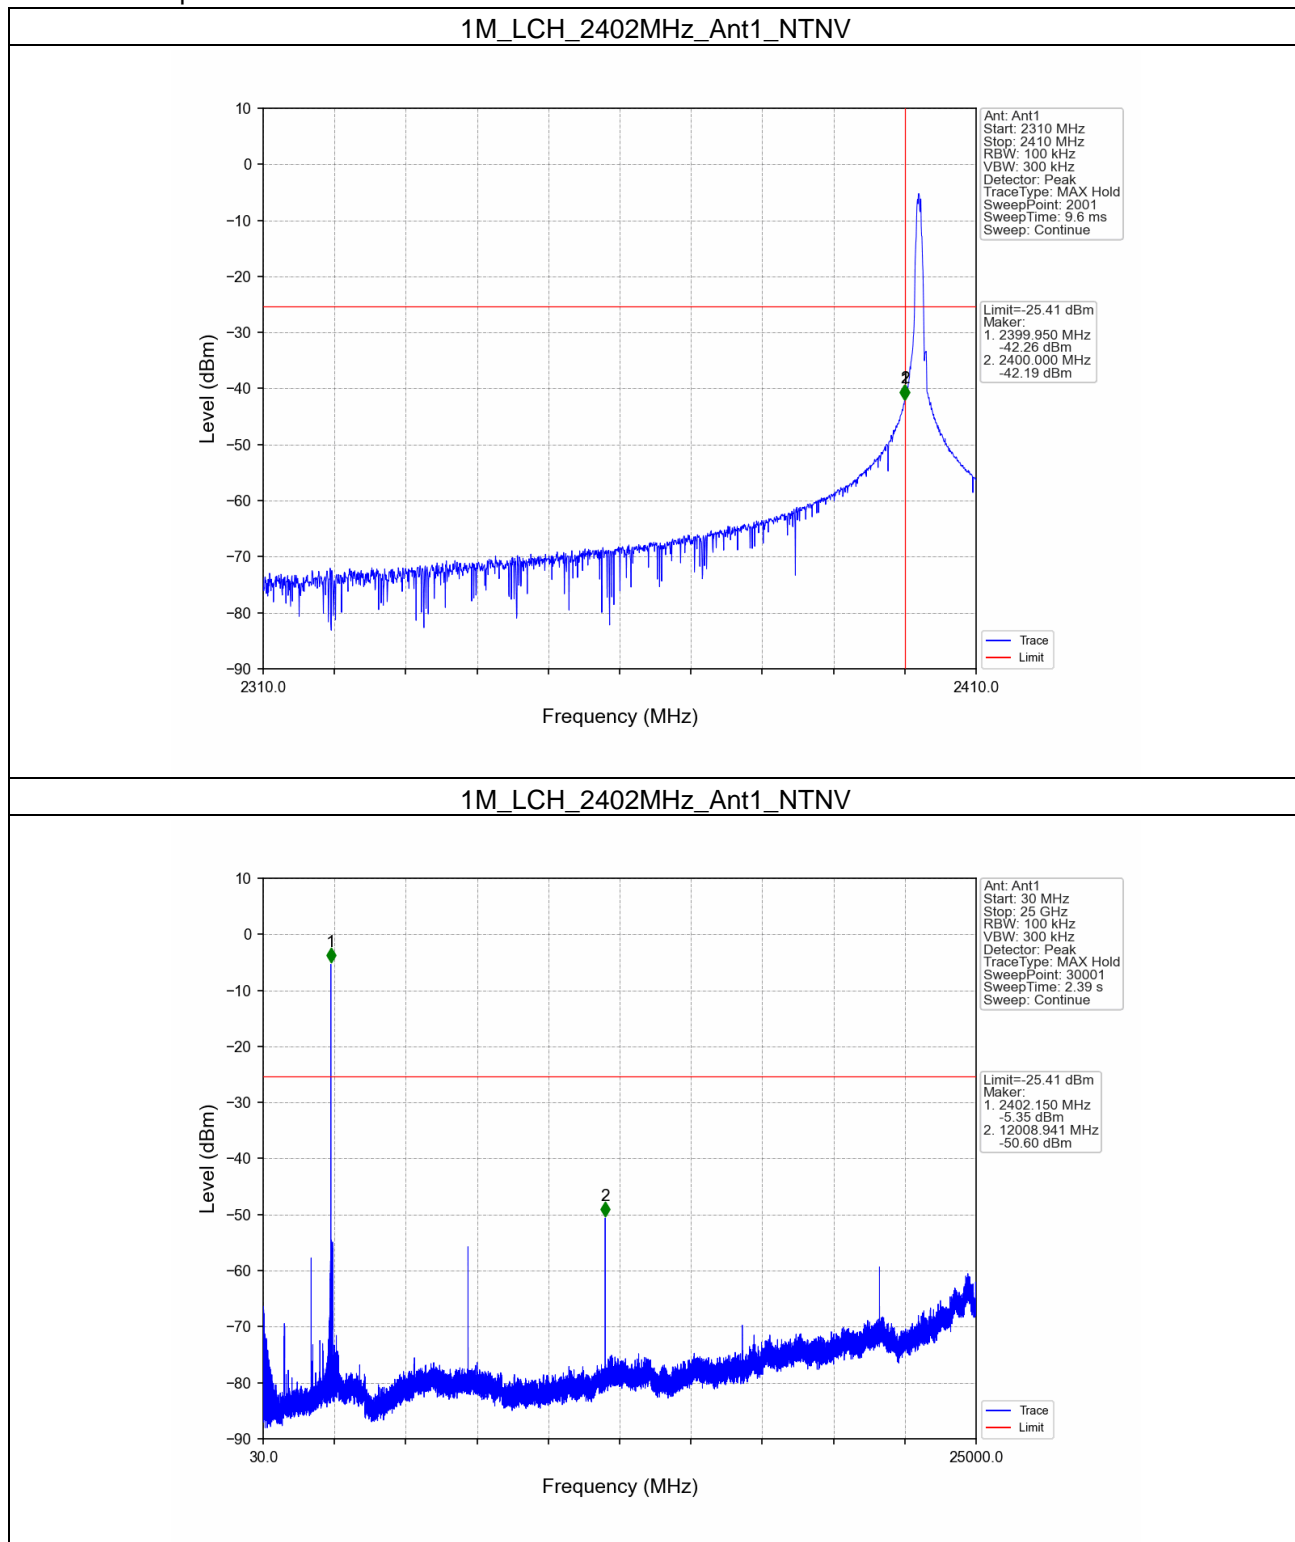 1M_LCH_2402MHz_Ant1_NTNV
10
0
−10
−20
−30
−40
−50
−60
−70
−80
−90
Level (dBm)
2310.0
2410.0
Frequency (MHz)
2
Ant: Ant1
Start: 2310 MHz
Stop: 2410 MHz
RBW: 100 kHz
VBW: 300 kHz
Detector: Peak
TraceType: MAX Hold
SweepPoint: 2001
SweepTime: 9.6 ms
Sweep: Continue
Limit=-25.41 dBm
Maker:
1. 2399.950 MHz
-42.26 dBm
2. 2400.000 MHz
-42.19 dBm
Trace
Limit
1M_LCH_2402MHz_Ant1_NTNV
10
0
−10
−20
−30
−40
−50
−60
−70
−80
−90
Level (dBm)
30.0
25000.0
Frequency (MHz)
1
2
Ant: Ant1
Start: 30 MHz
Stop: 25 GHz
RBW: 100 kHz
VBW: 300 kHz
Detector: Peak
TraceType: MAX Hold
SweepPoint: 30001
SweepTime: 2.39 s
Sweep: Continue
Limit=-25.41 dBm
Maker:
1. 2402.150 MHz
-5.35 dBm
2. 12008.941 MHz
-50.60 dBm
Trace
Limit